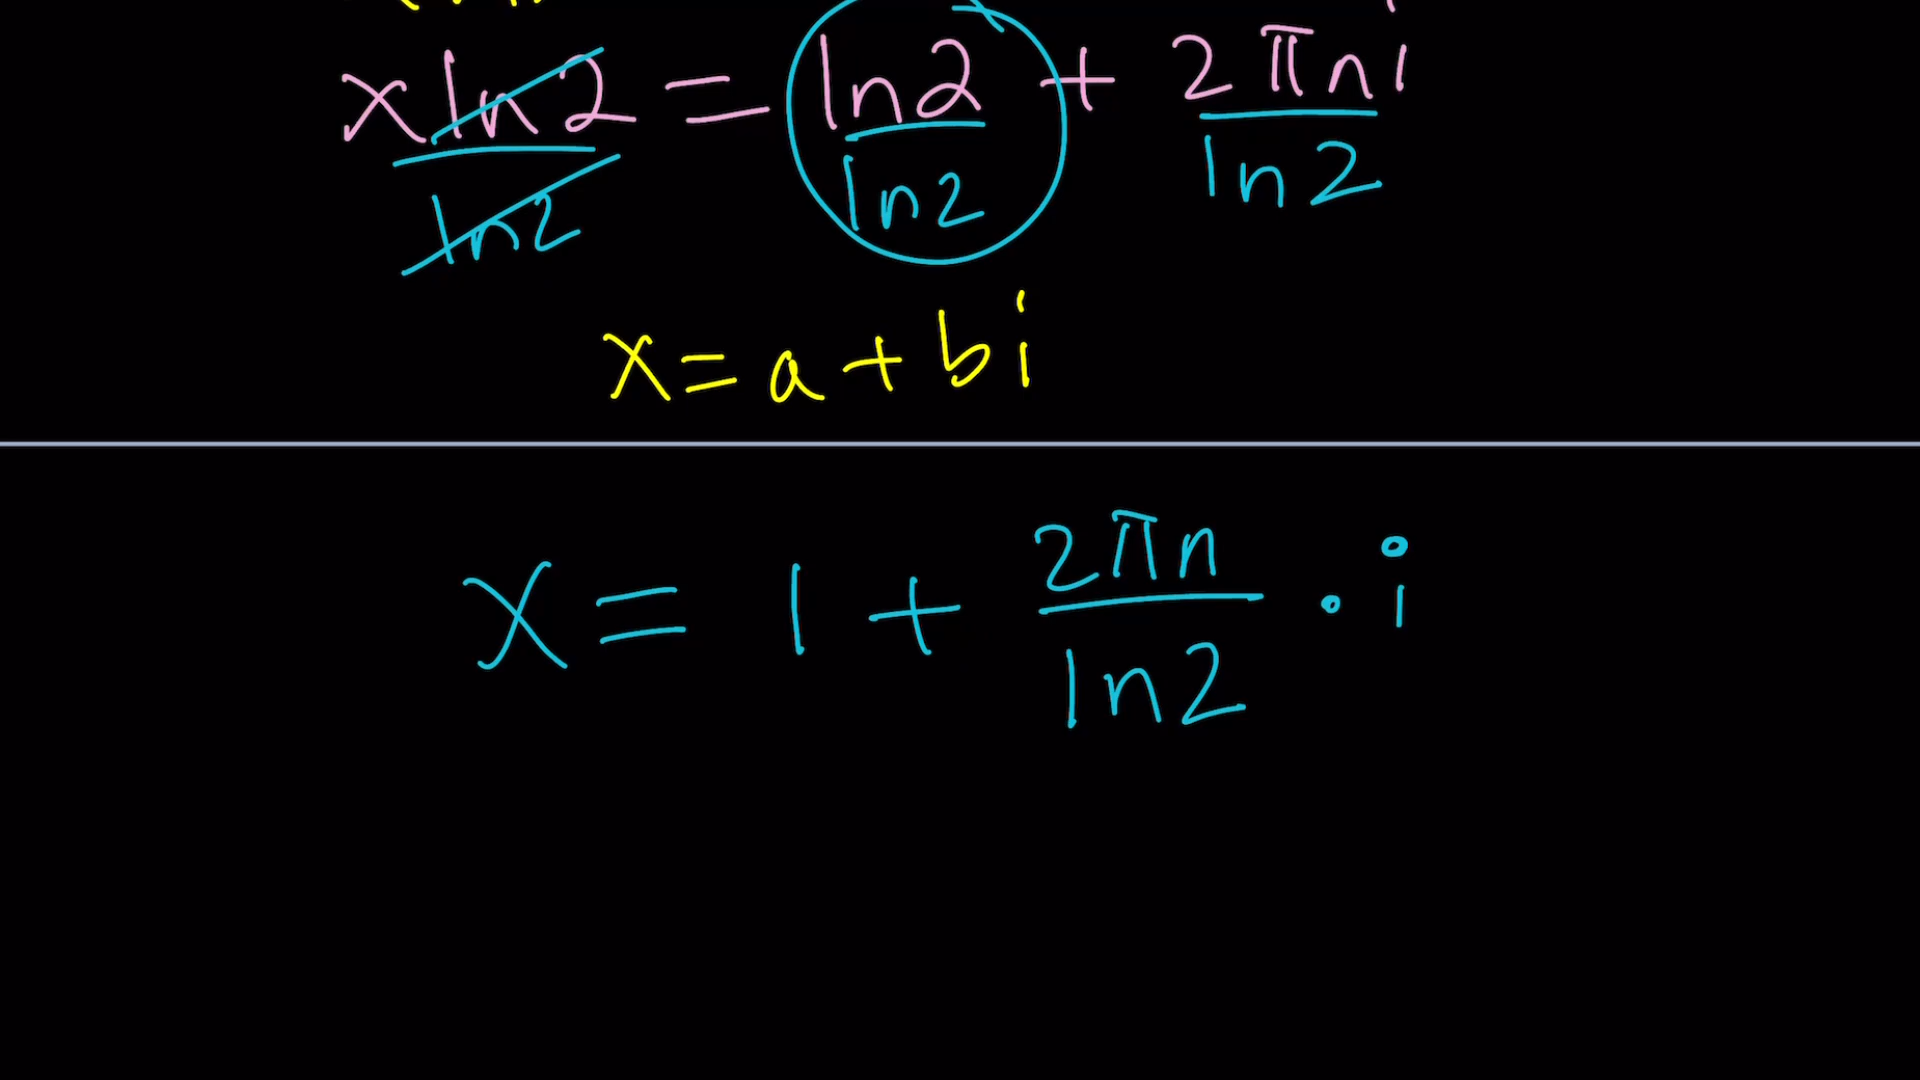 x ln2 / ln2 = ln2 / ln2 + 2πni / ln2
x = a + bi
x = 1 + 2πn / ln2 · i